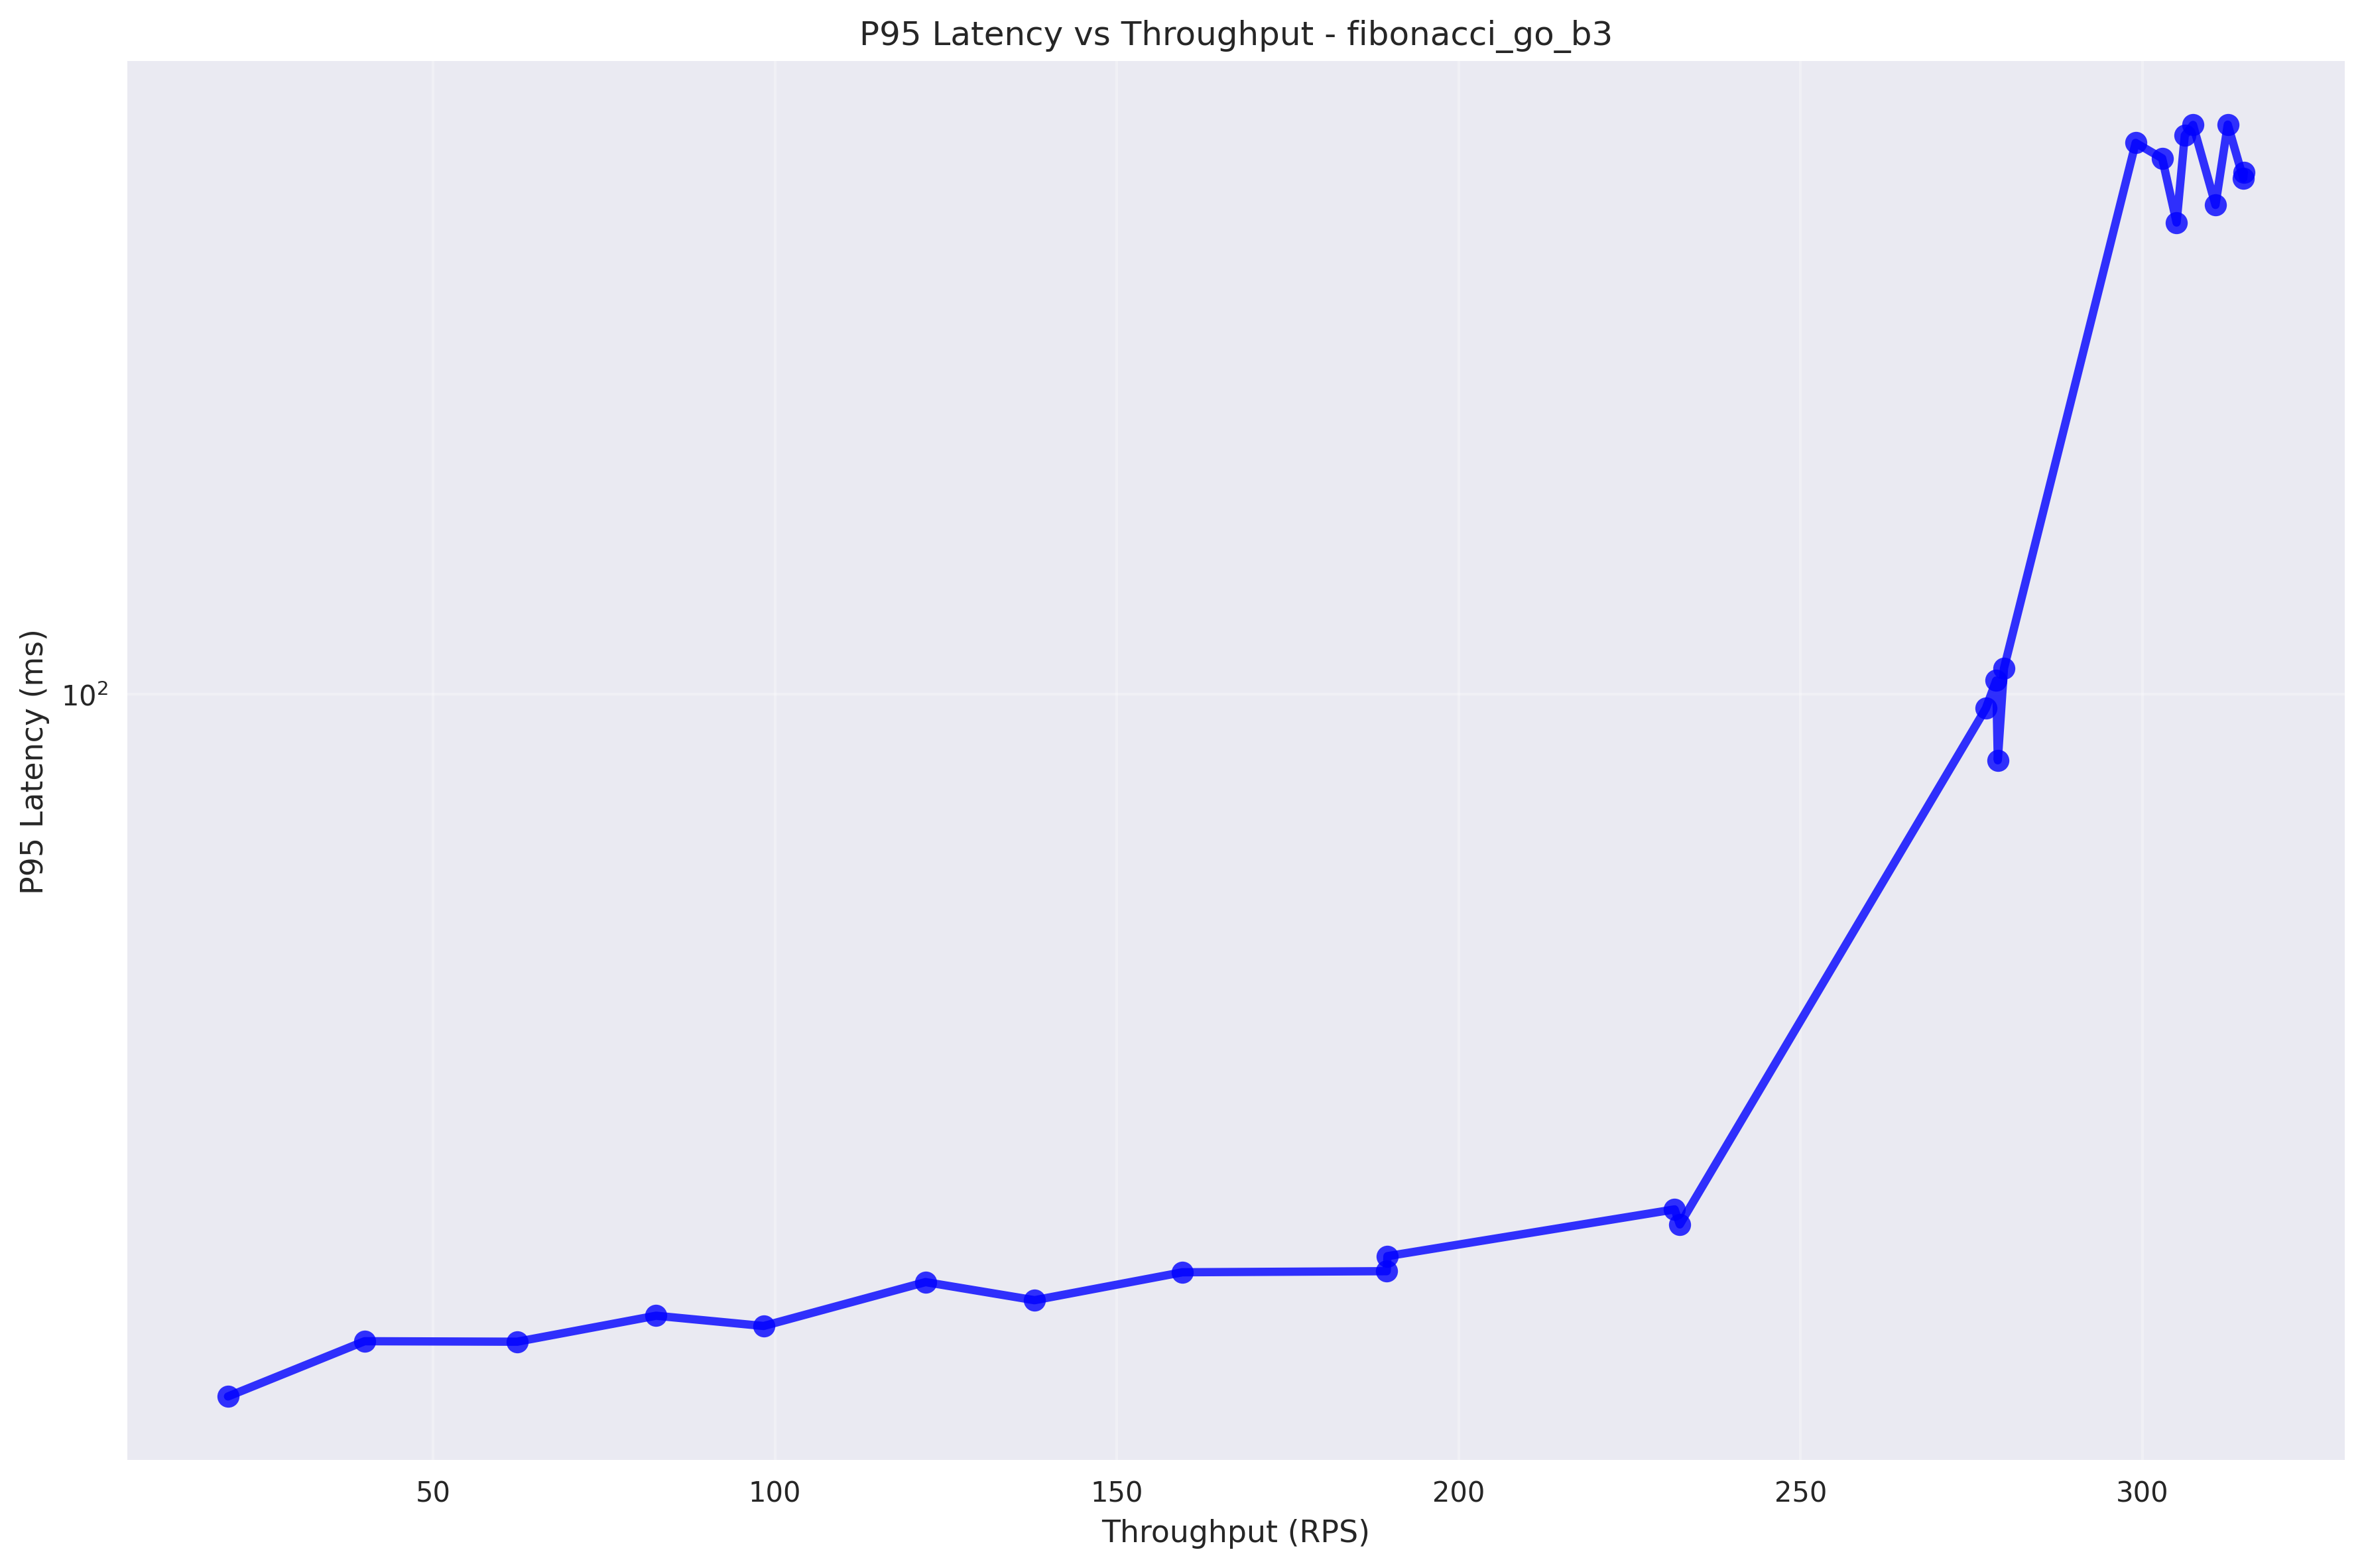 P95 Latency vs Throughput - fibonacci_go_b3
P95 Latency (ms)
10²
50 100 150 200 250 300
Throughput (RPS)